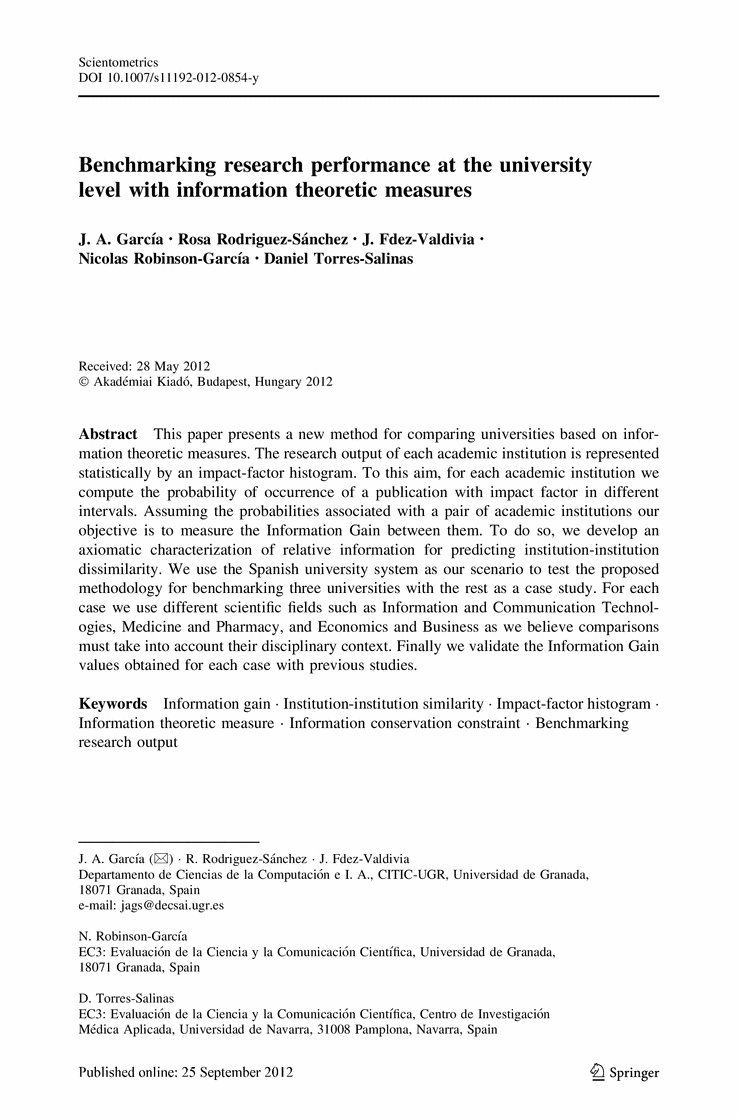 Scientometrics
DOI 10.1007/s11192-012-0854-y
Benchmarking research performance at the university
level with information theoretic measures
J. A. García · Rosa Rodriguez-Sánchez · J. Fdez-Valdivia ·
Nicolas Robinson-García · Daniel Torres-Salinas
Received: 28 May 2012
© Akadémiai Kiadó, Budapest, Hungary 2012
Abstract This paper presents a new method for comparing universities based on infor-
mation theoretic measures. The research output of each academic institution is represented
statistically by an impact-factor histogram. To this aim, for each academic institution we
compute the probability of occurrence of a publication with impact factor in different
intervals. Assuming the probabilities associated with a pair of academic institutions our
objective is to measure the Information Gain between them. To do so, we develop an
axiomatic characterization of relative information for predicting institution-institution
dissimilarity. We use the Spanish university system as our scenario to test the proposed
methodology for benchmarking three universities with the rest as a case study. For each
case we use different scientific fields such as Information and Communication Technol-
ogies, Medicine and Pharmacy, and Economics and Business as we believe comparisons
must take into account their disciplinary context. Finally we validate the Information Gain
values obtained for each case with previous studies.
Keywords Information gain · Institution-institution similarity · Impact-factor histogram ·
Information theoretic measure · Information conservation constraint · Benchmarking
research output
J. A. García (✉) · R. Rodriguez-Sánchez · J. Fdez-Valdivia
Departamento de Ciencias de la Computación e I. A., CITIC-UGR, Universidad de Granada,
18071 Granada, Spain
e-mail: jags@decsai.ugr.es
N. Robinson-García
EC3: Evaluación de la Ciencia y la Comunicación Científica, Universidad de Granada,
18071 Granada, Spain
D. Torres-Salinas
EC3: Evaluación de la Ciencia y la Comunicación Científica, Centro de Investigación
Médica Aplicada, Universidad de Navarra, 31008 Pamplona, Navarra, Spain
Published online: 25 September 2012
Springer